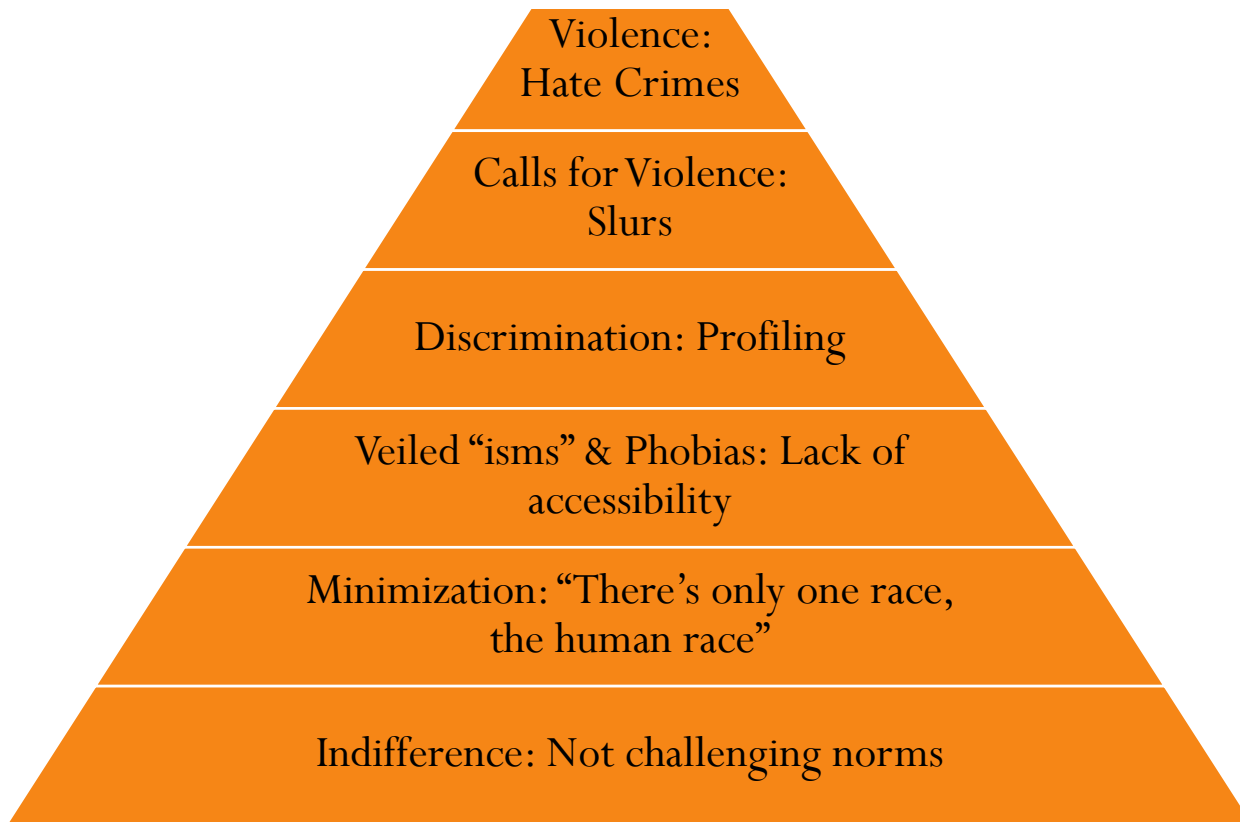 Violence:
Hate Crimes
Calls for Violence:
Slurs
Discrimination: Profiling
Veiled “isms” & Phobias: Lack of
accessibility
Minimization: “There’s only one race,
the human race”
Indifference: Not challenging norms